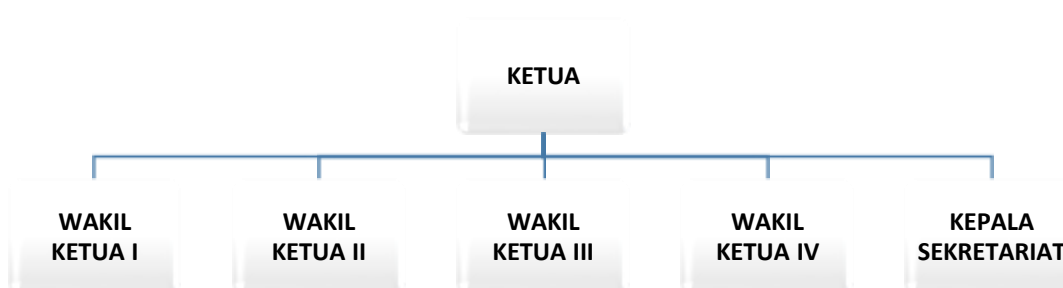 KETUA
WAKIL
KETUA I
WAKIL
KETUA II
WAKIL
KETUA III
WAKIL
KETUA IV
KEPALA
SEKRETARIAT